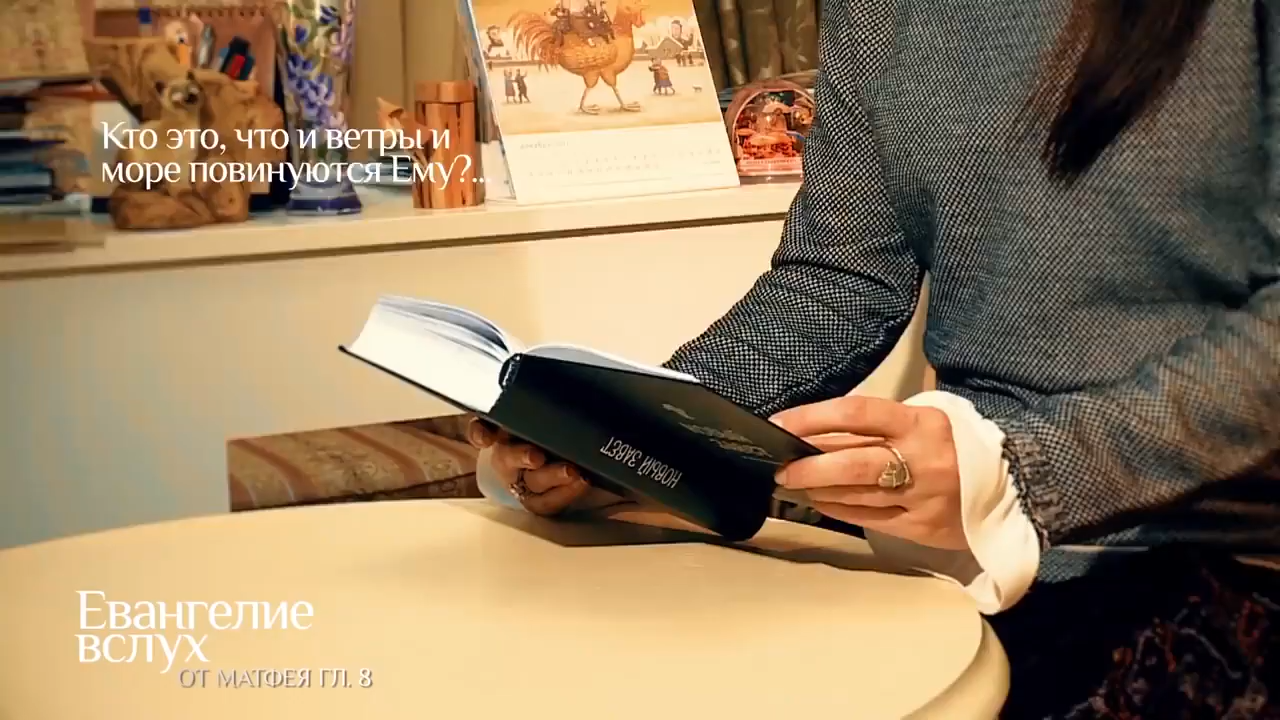 Кто это, что и ветры и
море повинуются Ему?...
НОВЫЙ ЗАВЕТ
Евангелие
вслух
ОТ МАТФЕЯ ГЛ. 8